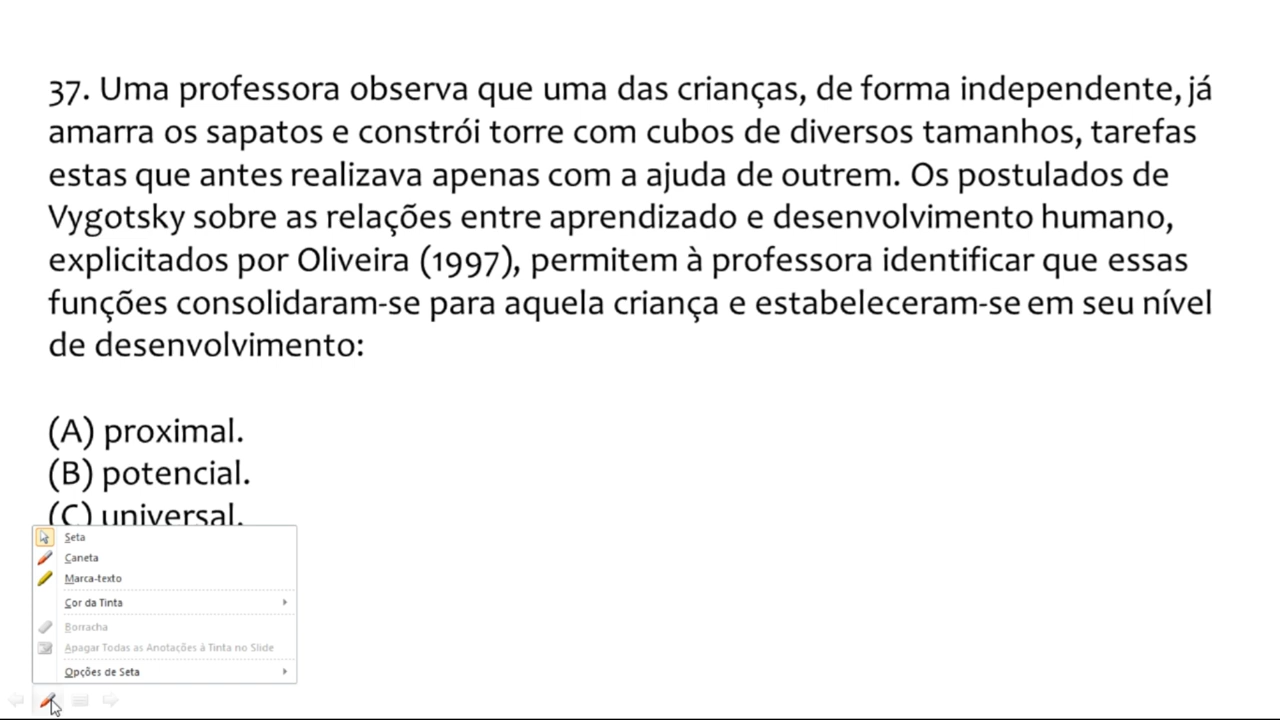 37. Uma professora observa que uma das crianças, de forma independente, já
amarra os sapatos e constrói torre com cubos de diversos tamanhos, tarefas
estas que antes realizava apenas com a ajuda de outrem. Os postulados de
Vygotsky sobre as relações entre aprendizado e desenvolvimento humano,
explicitados por Oliveira (1997), permitem à professora identificar que essas
funções consolidaram-se para aquela criança e estabeleceram-se em seu nível
de desenvolvimento:
(A) proximal.
(B) potencial.
(C) universal.
Seta
Caneta
Marca-texto
Cor da Tinta
Borracha
Apagar Todas as Anotações à Tinta no Slide
Opções de Seta